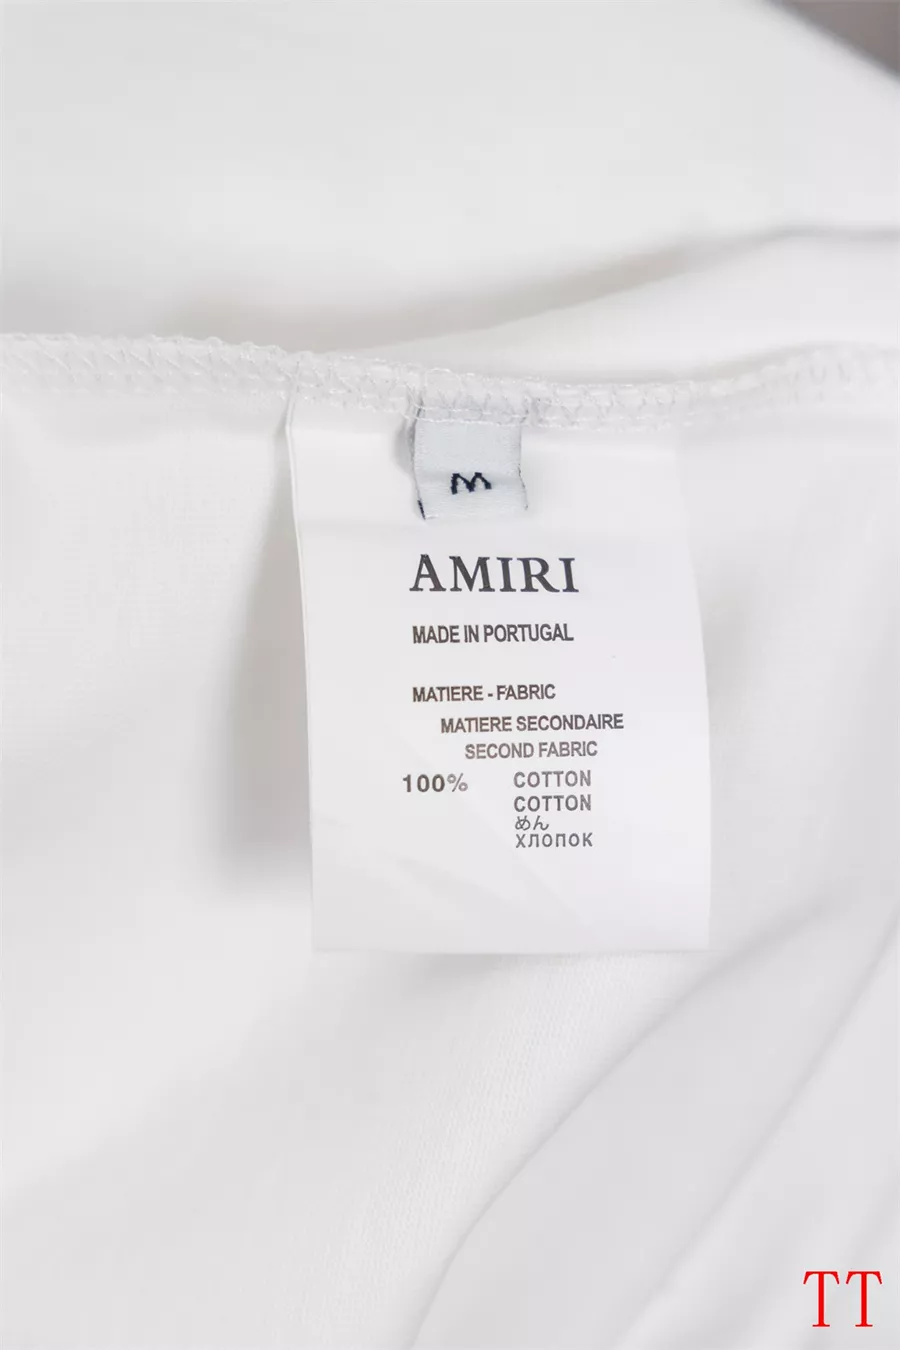 M
AMIRI
MADE IN PORTUGAL
MATIERE - FABRIC
MATIERE SECONDAIRE
SECOND FABRIC
100% COTTON
COTTON
めん
ХЛОПОК
TT